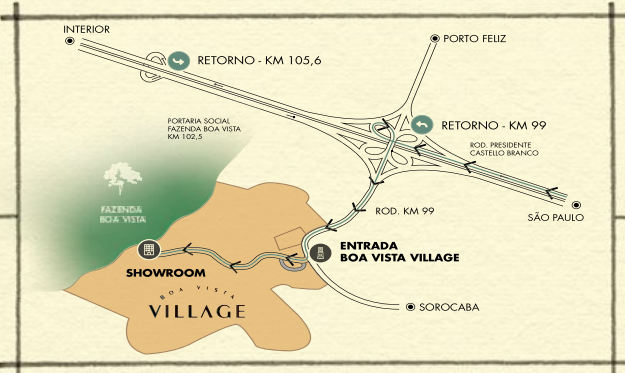 INTERIOR
PORTO FELIZ
RETORNO - KM 105,6
PORTARIA SOCIAL
FAZENDA BOA VISTA
KM 102,5
RETORNO - KM 99
ROD. PRESIDENTE
CASTELLO BRANCO
FAZENDA
BOA VISTA
ROD. KM 99
SÃO PAULO
ENTRADA
BOA VISTA VILLAGE
SHOWROOM
BOA VISTA
VILLAGE
SOROCABA